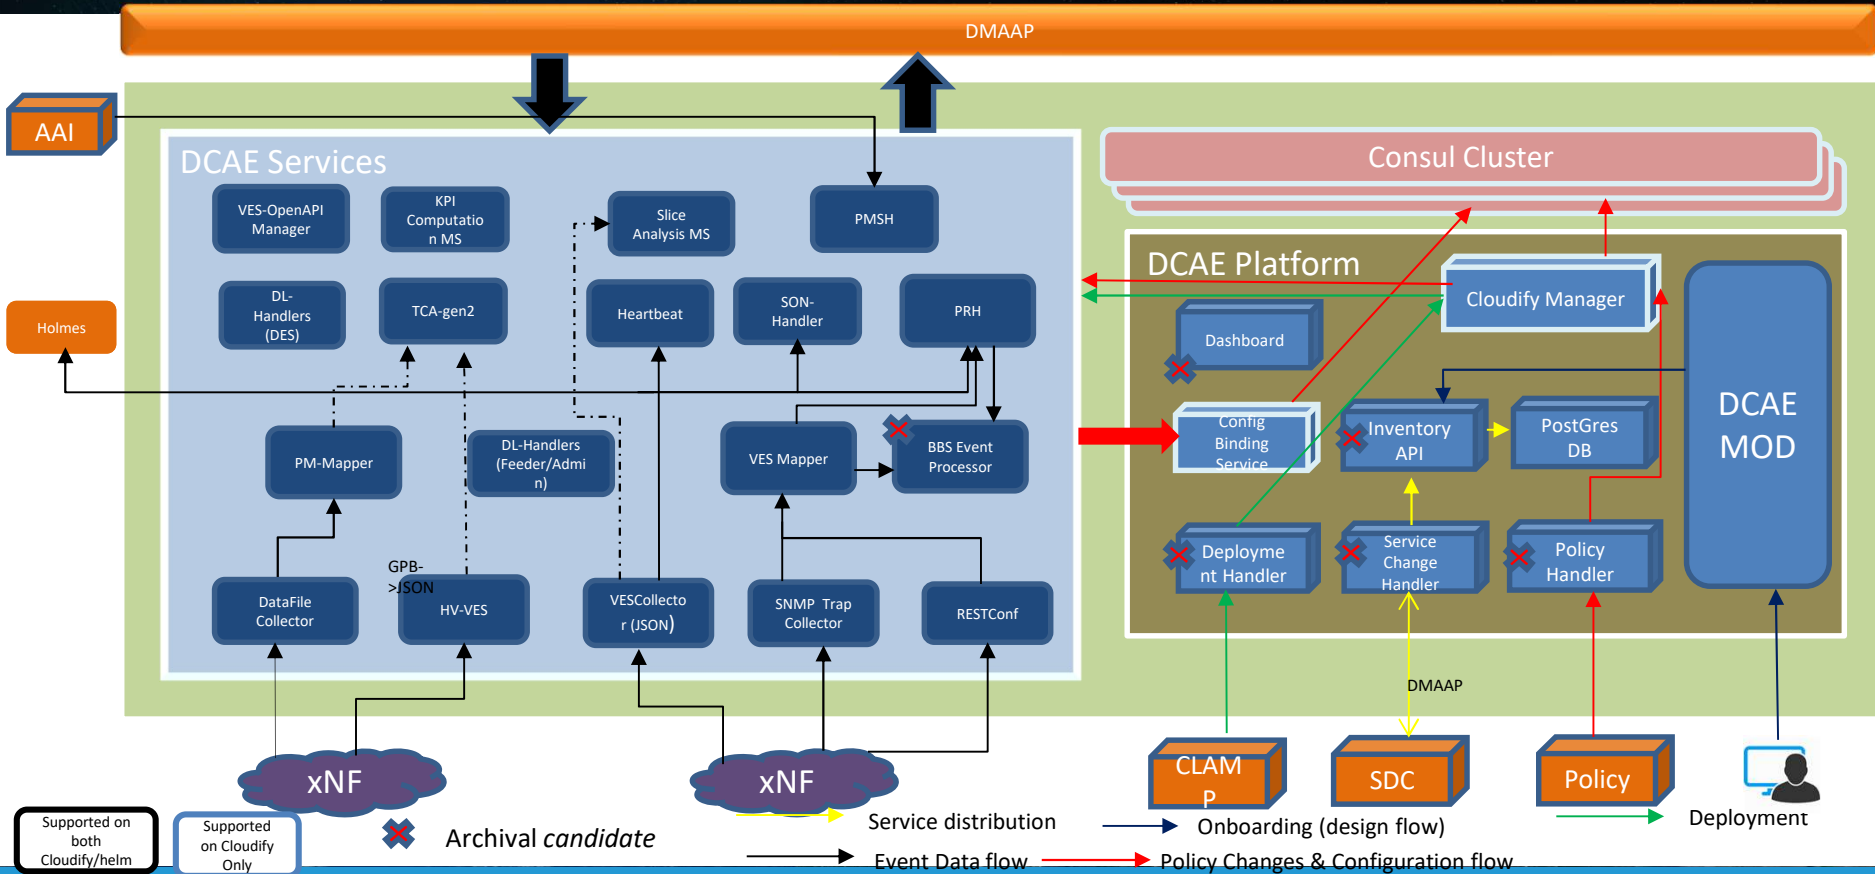 DMAAP
AAI
DCAE Services
Consul Cluster
VES-OpenAPI
Manager
KPI
Computatio
n MS
Slice
Analysis MS
PMSH
DCAE Platform
Cloudify Manager
DL-
Handlers
(DES)
TCA-gen2
Heartbeat
SON-
Handler
PRH
Holmes
Dashboard
DCAE
MOD
PM-Mapper
DL-Handlers
(Feeder/Admi
n)
VES Mapper
BBS Event
Processor
Config
Binding
Service
Inventory
API
PostGres
DB
Deployme
nt Handler
Service
Change
Handler
Policy
Handler
GPB-
>JSON
DataFile
Collector
HV-VES
VESCollecto
r (JSON)
SNMP Trap
Collector
RESTConf
DMAAP
xNF
xNF
CLAM
P
SDC
Policy
Supported on
both
Cloudify/helm
Supported
on Cloudify
Only
Archival candidate
Service distribution
Onboarding (design flow)
Deployment
Event Data flow
Policy Changes & Configuration flow